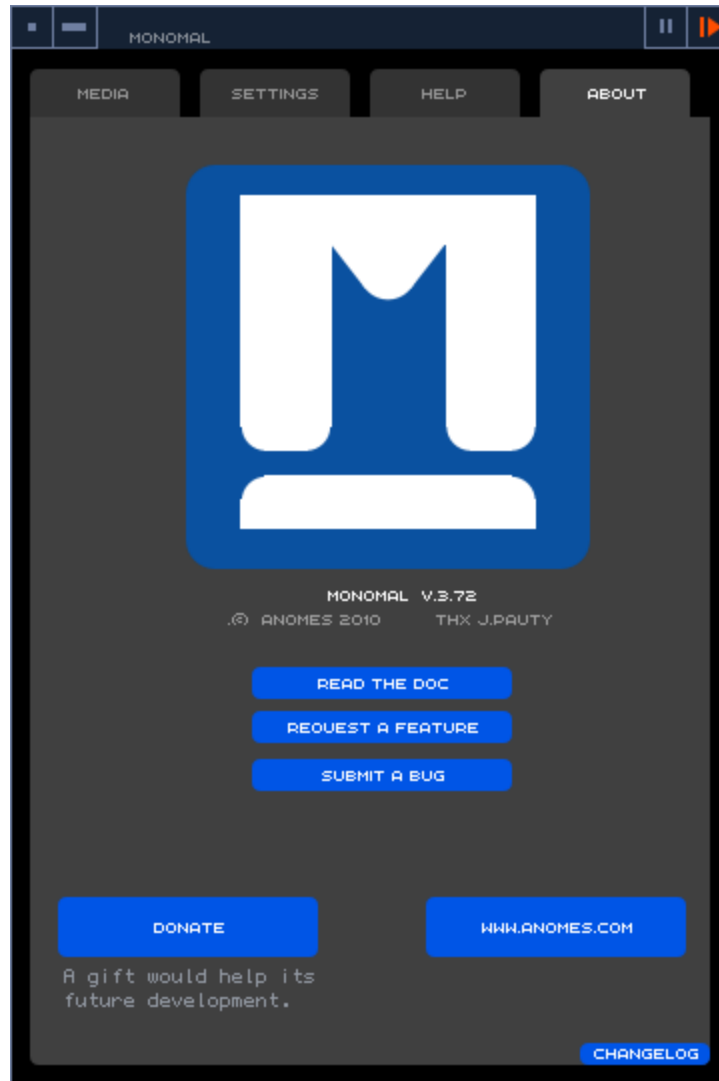 MONOMAL
MEDIA SETTINGS HELP ABOUT
M
MONOMAL V.3.72
.© ANOMES 2010 THX J.PAUTY
READ THE DOC
REQUEST A FEATURE
SUBMIT A BUG
DONATE WWW.ANOMES.COM
A gift would help its
future development.
CHANGELOG